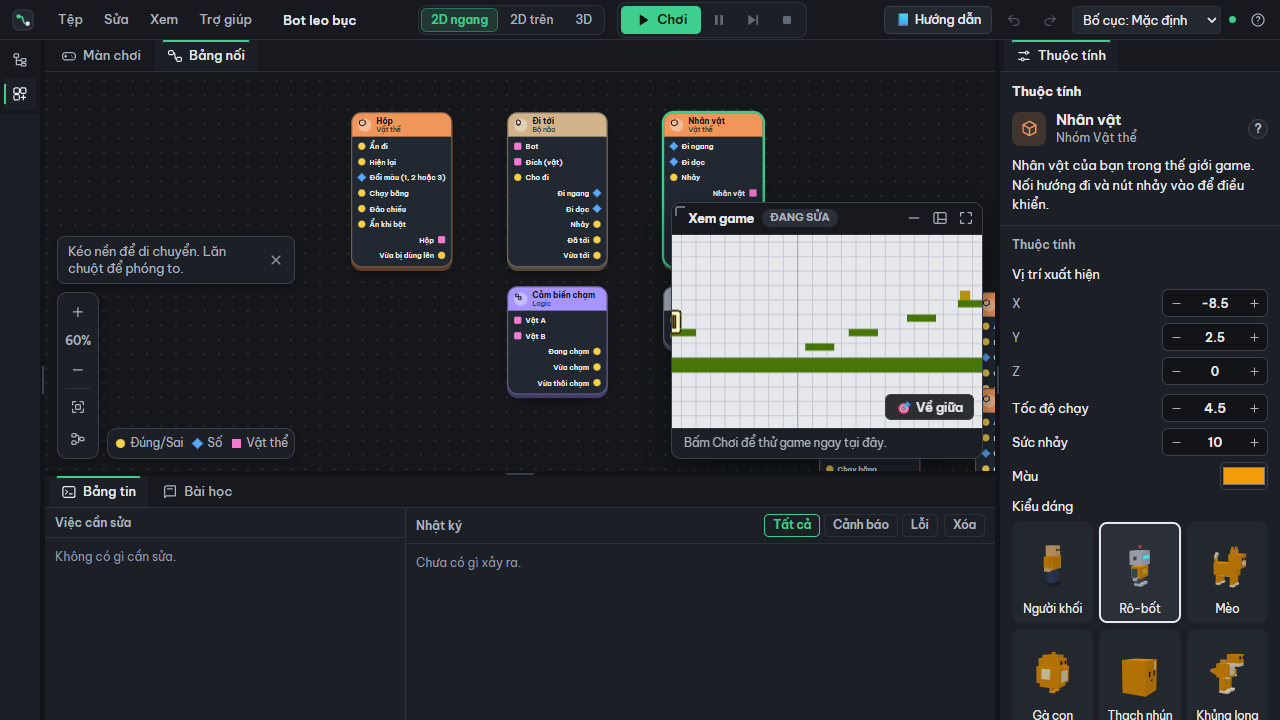 Tệp Sửa Xem Trợ giúp Bot leo bục 2D ngang 2D trên 3D Chơi 📘 Hướng dẫn Bố cục: Mặc định
Màn chơi Bảng nối
Thuộc tính
Thuộc tính
Nhân vật
Nhóm Vật thể
?
Nhân vật của bạn trong thế giới game.
Nối hướng đi và nút nhảy vào để điều
khiển.
Thuộc tính
Vị trí xuất hiện
X − -8.5 +
Y − 2.5 +
Z − 0 +
Tốc độ chạy − 4.5 +
Sức nhảy − 10 +
Màu
Kiểu dáng
Người khối Rô-bốt Mèo
Gà con Thạch nhún Khủng long
Hộp
Vật thể
Ẩn đi
Hiện lại
Đổi màu (1, 2 hoặc 3)
Chạy băng
Đảo chiều
Ẩn khi bật
Hộp
Vừa bị dùng lên
Đi tới
Bộ não
Bot
Đích (vật)
Cho đi
Đi ngang
Đi dọc
Nhảy
Đã tới
Vừa tới
Nhân vật
Vật thể
Đi ngang
Đi dọc
Nhảy
Nhân vật
Cảm biến chạm
Logic
Vật A
Vật B
Đang chạm
Vừa chạm
Vừa thôi chạm
Xem game ĐANG SỬA
🎯 Về giữa
Bấm Chơi để thử game ngay tại đây.
Chạy băng
Kéo nền để di chuyển. Lăn
chuột để phóng to.
+
60%
−
Đúng/Sai Số Vật thể
Bảng tin Bài học
Việc cần sửa
Không có gì cần sửa.
Nhật ký Tất cả Cảnh báo Lỗi Xóa
Chưa có gì xảy ra.